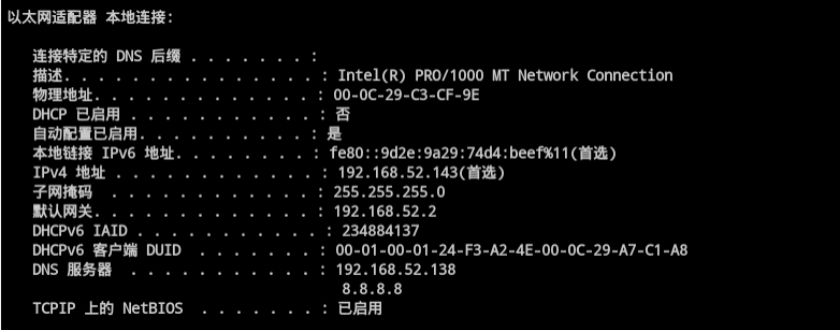 以太网适配器 本地连接:
连接特定的 DNS 后缀 . . . . . . . :
描述. . . . . . . . . . . . . . . : Intel(R) PRO/1000 MT Network Connection
物理地址. . . . . . . . . . . . . : 00-0C-29-C3-CF-9E
DHCP 已启用 . . . . . . . . . . . : 否
自动配置已启用. . . . . . . . . . : 是
本地链接 IPv6 地址. . . . . . . . : fe80::9d2e:9a29:74d4:beef%11(首选)
IPv4 地址 . . . . . . . . . . . . : 192.168.52.143(首选)
子网掩码 . . . . . . . . . . . . : 255.255.255.0
默认网关. . . . . . . . . . . . . : 192.168.52.2
DHCPv6 IAID . . . . . . . . . . . : 234884137
DHCPv6 客户端 DUID . . . . . . . : 00-01-00-01-24-F3-A2-4E-00-0C-29-A7-C1-A8
DNS 服务器 . . . . . . . . . . . : 192.168.52.138
8.8.8.8
TCPIP 上的 NetBIOS . . . . . . . : 已启用